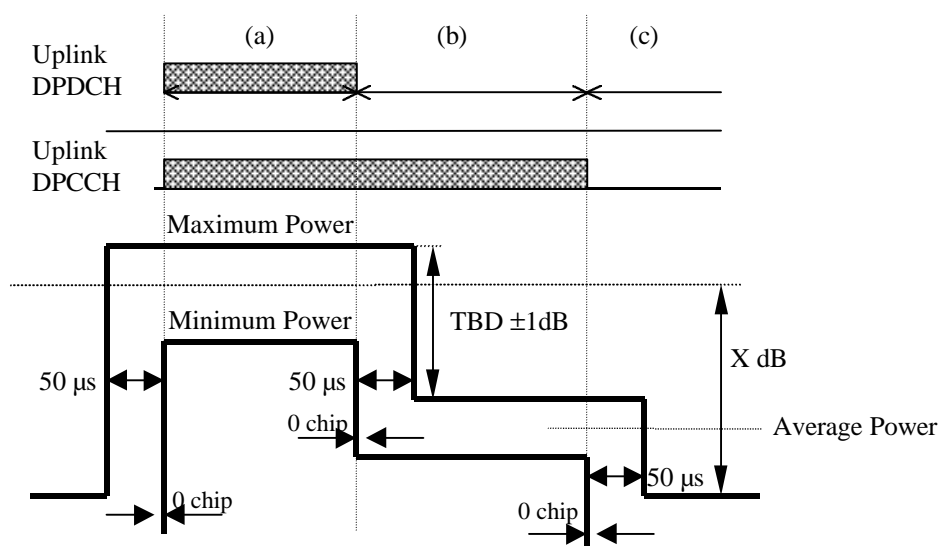 (a)
(b)
(c)
Uplink
DPDCH
Uplink
DPCCH
Maximum Power
Minimum Power
TBD ±1dB
X dB
50 μs
50 μs
0 chip
Average Power
50 μs
0 chip
0 chip